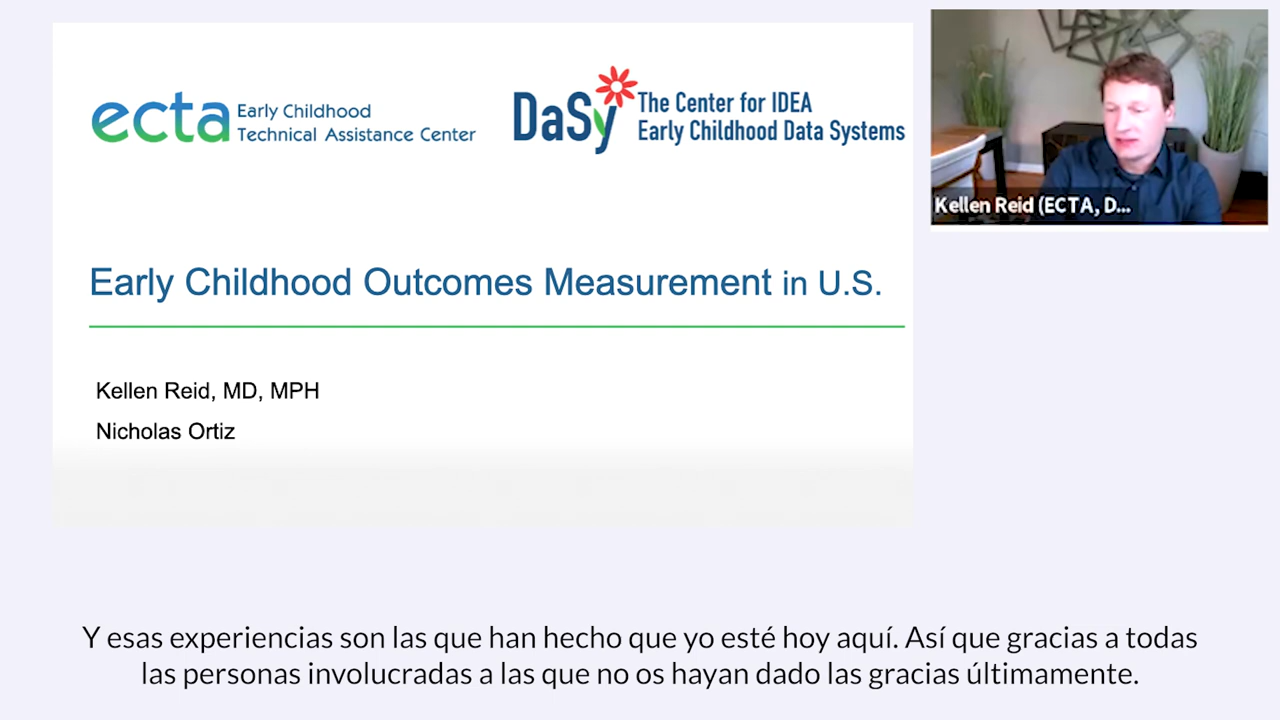 ecta Early Childhood
Technical Assistance Center
DaSy The Center for IDEA
Early Childhood Data Systems
Kellen Reid (ECTA, D...
Early Childhood Outcomes Measurement in U.S.
Kellen Reid, MD, MPH
Nicholas Ortiz
Y esas experiencias son las que han hecho que yo esté hoy aquí. Así que gracias a todas
las personas involucradas a las que no os hayan dado las gracias últimamente.